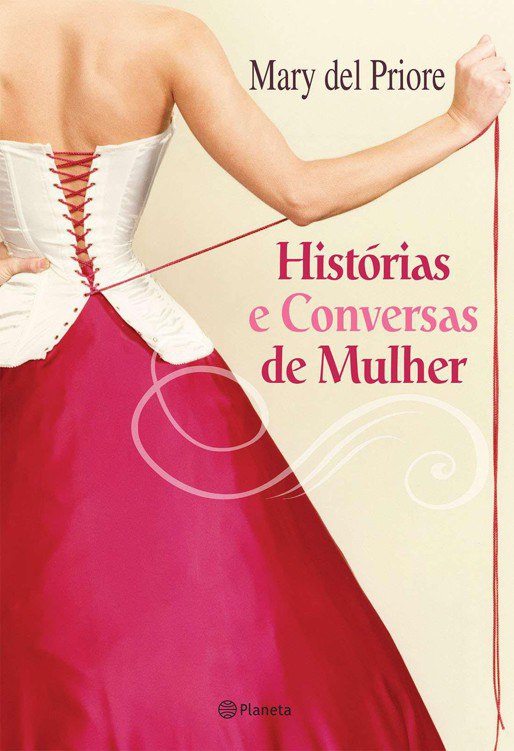 Mary del Priore
Histórias
e Conversas
de Mulher
Planeta